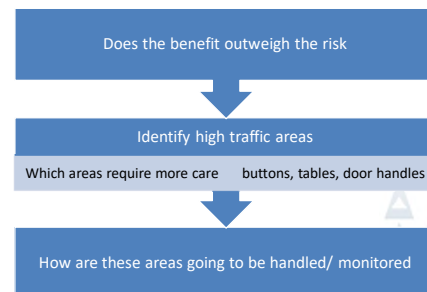 Does the benefit outweigh the risk
Identify high traffic areas
Which areas require more care buttons, tables, door handles
How are these areas going to be handled/ monitored